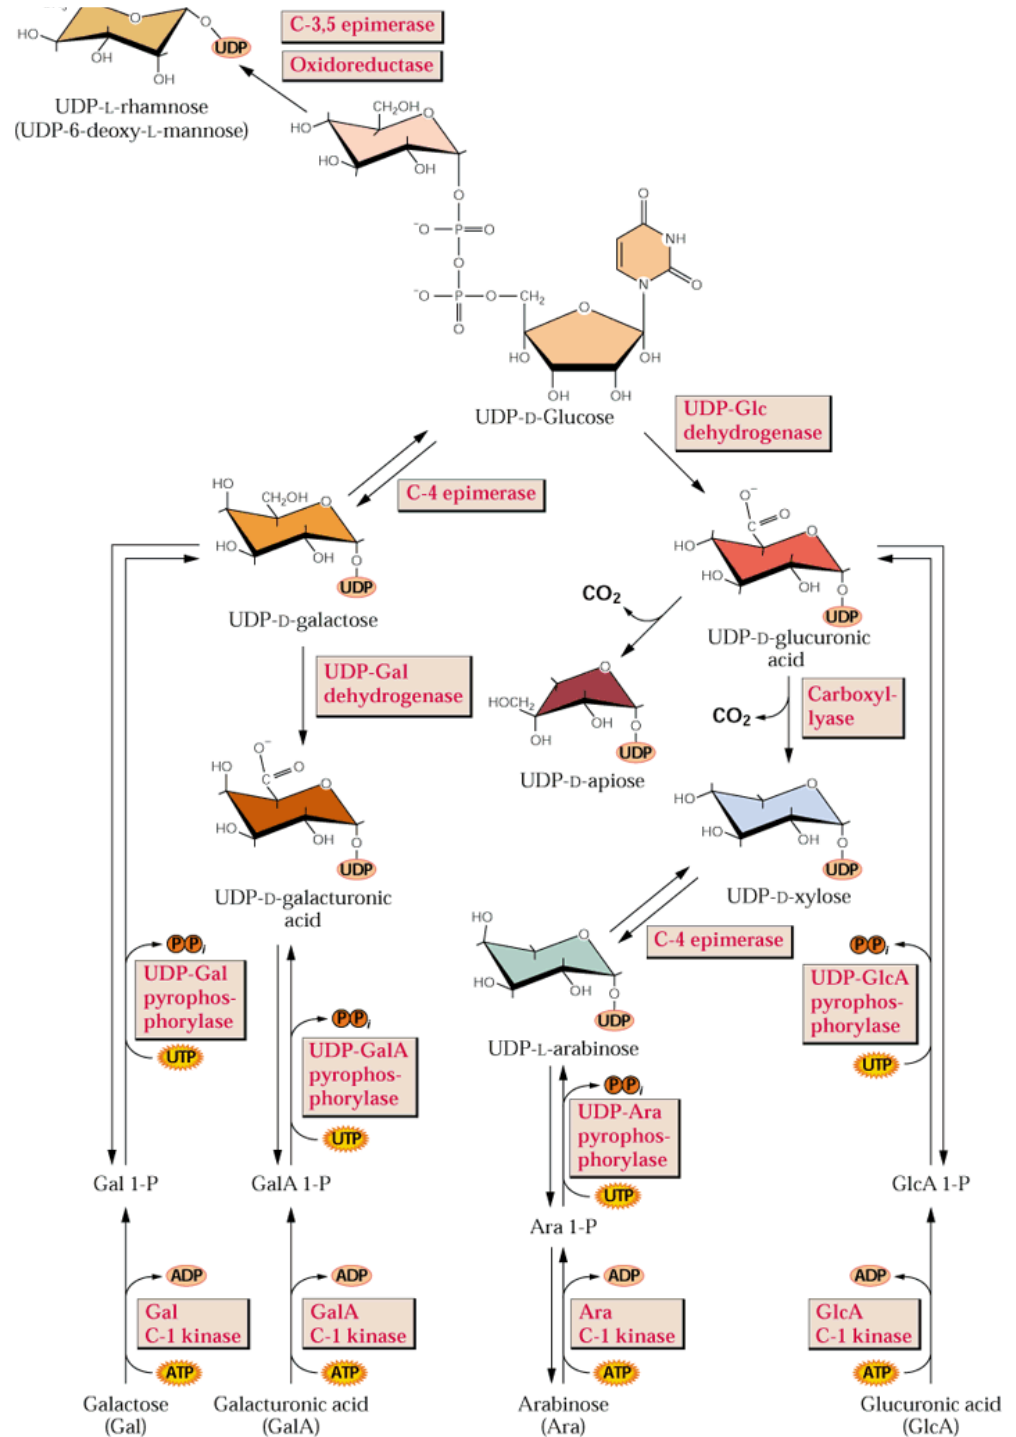 HO
O
O
UDP
OH
OH
UDP-L-rhamnose
(UDP-6-deoxy-L-mannose)
C-3,5 epimerase
Oxidoreductase
CH₂OH
O
HO
HO
OH
O
⁻O
P
O
O
⁻O
P
O
CH₂
O
O
NH
N
O
O
HO
OH
OH
OH
UDP-D-Glucose
UDP-Glc
dehydrogenase
C-4 epimerase
HO
CH₂OH
O
HO
OH
O
UDP
UDP-D-galactose
O⁻
C
O
O
HO
HO
OH
O
UDP
UDP-D-glucuronic
acid
CO₂
UDP-Gal
dehydrogenase
O
HOCH₂
OH
OH
O
UDP
UDP-D-apiose
CO₂
Carboxyl-
lyase
O⁻
HO
C
O
O
HO
OH
O
UDP
UDP-D-galacturonic
acid
O
HO
HO
OH
O
UDP
UDP-D-xylose
C-4 epimerase
HO
O
HO
OH
O
UDP
UDP-L-arabinose
P P i
UDP-Gal
pyrophos-
phorylase
UTP
P P i
UDP-GalA
pyrophos-
phorylase
UTP
P P i
UDP-Ara
pyrophos-
phorylase
UTP
P P i
UDP-GlcA
pyrophos-
phorylase
UTP
Gal 1-P
GalA 1-P
Ara 1-P
GlcA 1-P
ADP
Gal
C-1 kinase
ATP
ADP
GalA
C-1 kinase
ATP
ADP
Ara
C-1 kinase
ATP
ADP
GlcA
C-1 kinase
ATP
Galactose
(Gal)
Galacturonic acid
(GalA)
Arabinose
(Ara)
Glucuronic acid
(GlcA)